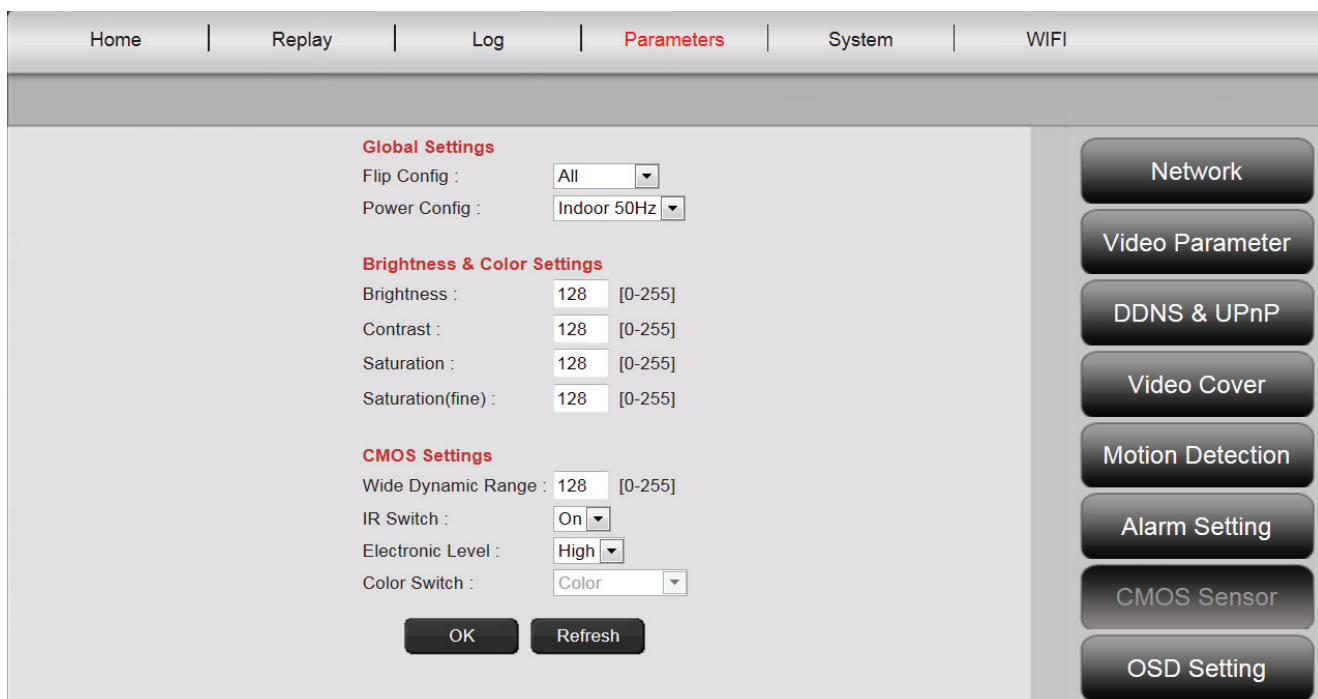 Home | Replay | Log | Parameters | System | WIFI
Global Settings
Flip Config : All
Power Config : Indoor 50Hz
Brightness & Color Settings
Brightness : 128 [0-255]
Contrast : 128 [0-255]
Saturation : 128 [0-255]
Saturation(fine) : 128 [0-255]
CMOS Settings
Wide Dynamic Range : 128 [0-255]
IR Switch : On
Electronic Level : High
Color Switch : Color
OK Refresh
Network
Video Parameter
DDNS & UPnP
Video Cover
Motion Detection
Alarm Setting
CMOS Sensor
OSD Setting